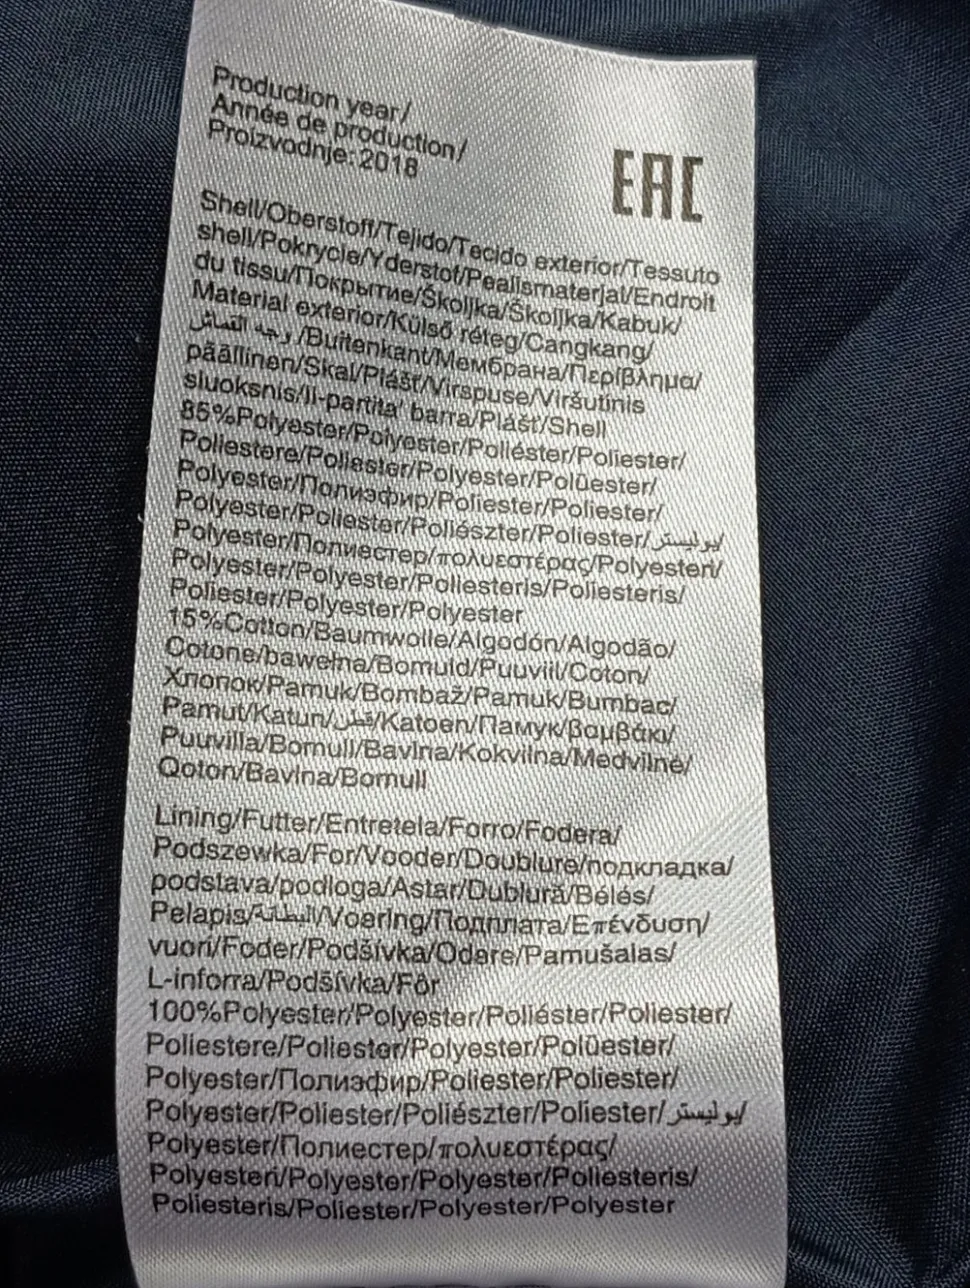 Production year/
Année de production/
Proizvodnje: 2018
EAC
Shell/Oberstoff/Tejido/Tecido exterior/Tessuto
shell/Pokrycie/Yderstof/Pealismaterjal/Endroit
du tissu/Покрытие/Školjka/Školjka/Kabuk/
Material exterior/Külső réteg/Cangkang/
وجه القماش/Buitenkant/Мембрана/Περίβλημα/
päällinen/Skal/Plášť/Virspuse/Viršutinis
sluoksnis/Il-partita' barra/Plášť/Shell
85%Polyester/Polyester/Poliéster/Poliester/
Poliestere/Poliester/Polyester/Polüester/
Polyester/Полиэфир/Poliester/Poliester/
Polyester/Poliester/Poliészter/Poliester/بوليستر/
Polyester/Полиестер/πολυεστέρας/Polyesteri/
Polyester/Polyester/Poliesteris/Poliesteris/
Poliester/Polyester/Polyester
15%Cotton/Baumwolle/Algodón/Algodão/
Cotone/bawełna/Bomuld/Puuvill/Coton/
Хлопок/Pamuk/Bombaž/Pamuk/Bumbac/
Pamut/Katun/قطن/Katoen/Памук/βαμβάκι/
Puuvilla/Bomull/Bavlna/Kokvilna/Medvilnė/
Qoton/Bavlna/Bomull
Lining/Futter/Entretela/Forro/Fodera/
Podszewka/For/Vooder/Doublure/подкладка/
podstava/podloga/Astar/Dublură/Bélés/
Pelapis/البطانة/Voering/Подплата/Επένδυση/
vuori/Foder/Podšívka/Odere/Pamušalas/
L-inforra/Podšívka/Fôr
100%Polyester/Polyester/Poliéster/Poliester/
Poliestere/Poliester/Polyester/Polüester/
Polyester/Полиэфир/Poliester/Poliester/
Polyester/Poliester/Poliészter/Poliester/بوليستر/
Polyester/Полиестер/πολυεστέρας/
Polyesteri/Polyester/Polyester/Poliesteris/
Poliesteris/Poliester/Polyester/Polyester